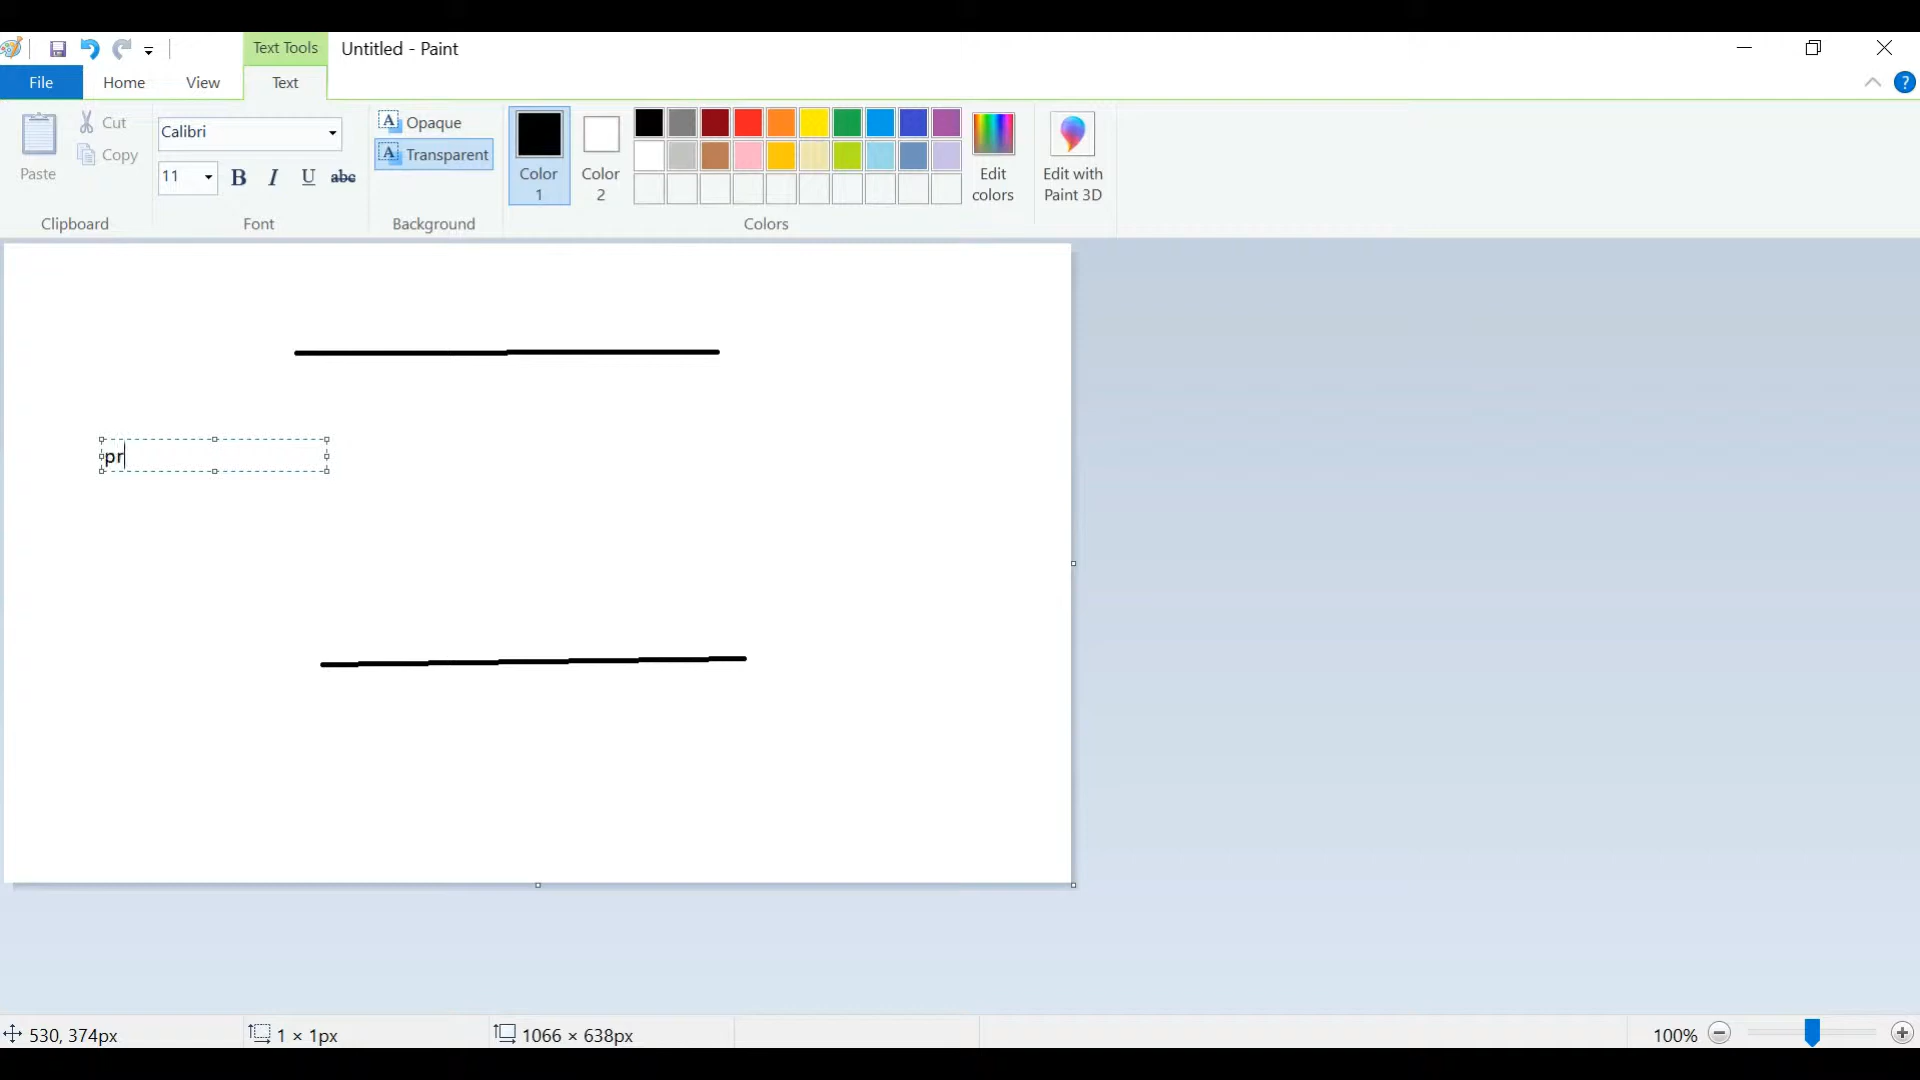 Text Tools
Untitled - Paint
File
Home
View
Text
Paste
Cut
Copy
Clipboard
Calibri
11
B
I
U
abc
Font
A Opaque
A Transparent
Background
Color
1
Color
2
Colors
Edit
colors
Edit with
Paint 3D
?
pr
530, 374px
1 × 1px
1066 × 638px
100%